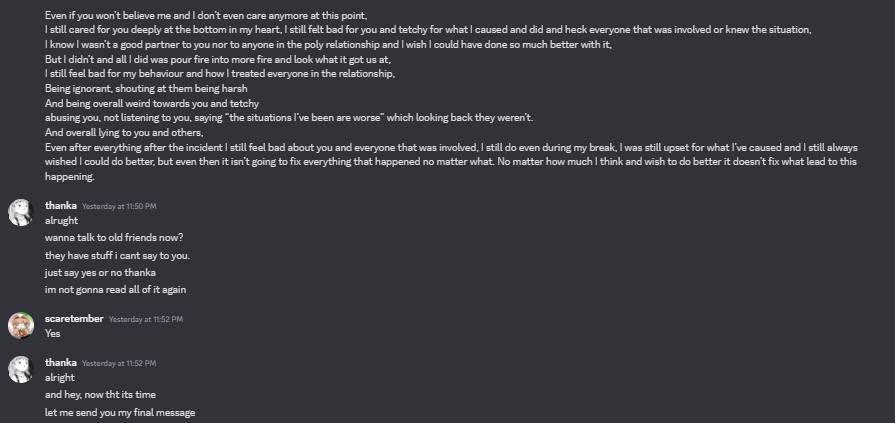 Even if you won't believe me and I don't even care anymore at this point,
I still cared for you deeply at the bottom in my heart, I still felt bad for you and tetchy for what I caused and did and heck everyone that was involved or knew the situation,
I know I wasn't a good partner to you nor to anyone in the poly relationship and I wish I could have done so much better with it,
But I didn't and all I did was pour fire into more fire and look what it got us at,
I still feel bad for my behaviour and how I treated everyone in the relationship,
Being ignorant, shouting at them being harsh
And being overall weird towards you and tetchy
abusing you, not listening to you, saying "the situations I've been are worse" which looking back they weren't.
And overall lying to you and others,
Even after everything after the incident I still feel bad about you and everyone that was involved, I still do even during my break, I was still upset for what I've caused and I still always
wished I could do better, but even then it isn't going to fix everything that happened no matter what. No matter how much I think and wish to do better it doesn't fix what lead to this
happening.
thanka Yesterday at 11:50 PM
alrught
wanna talk to old friends now?
they have stuff i cant say to you.
just say yes or no thanka
im not gonna read all of it again
scaretember Yesterday at 11:52 PM
Yes
thanka Yesterday at 11:52 PM
alright
and hey, now tht its time
let me send you my final message